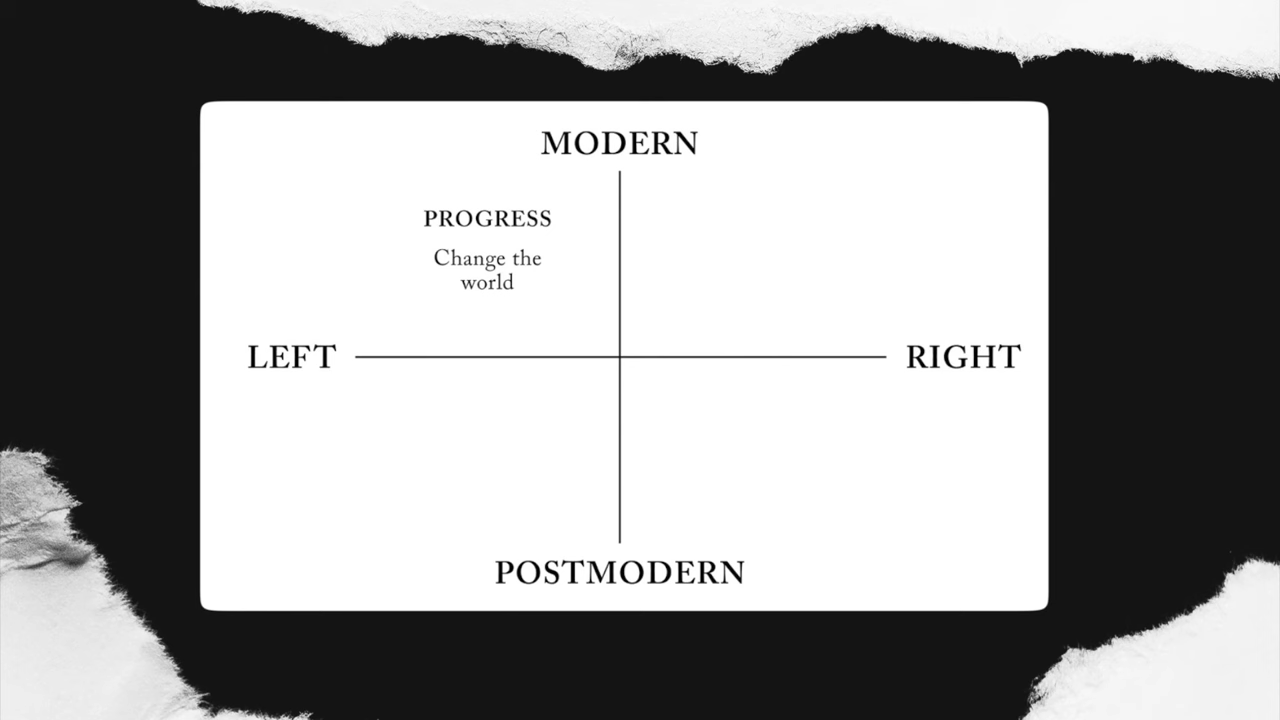 MODERN
PROGRESS
Change the
world
LEFT
RIGHT
POSTMODERN